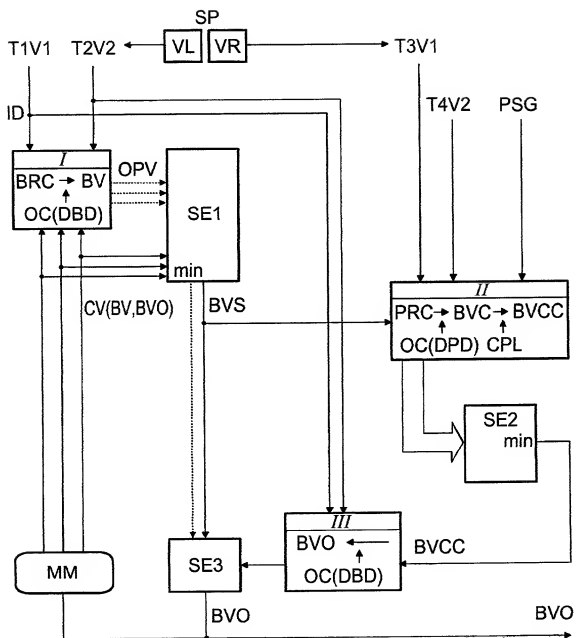 SP
T1V1 T2V2 VL VR T3V1
T4V2 PSG
ID
I
OPV
BRC BV
OC(DBD)
SE1
min
CV(BV,BVO)
BVS
II
PRC BVC BVCC
OC(DPD) CPL
SE2
min
III
BVO
OC(DBD)
BVCC
SE3
MM
BVO
BVO